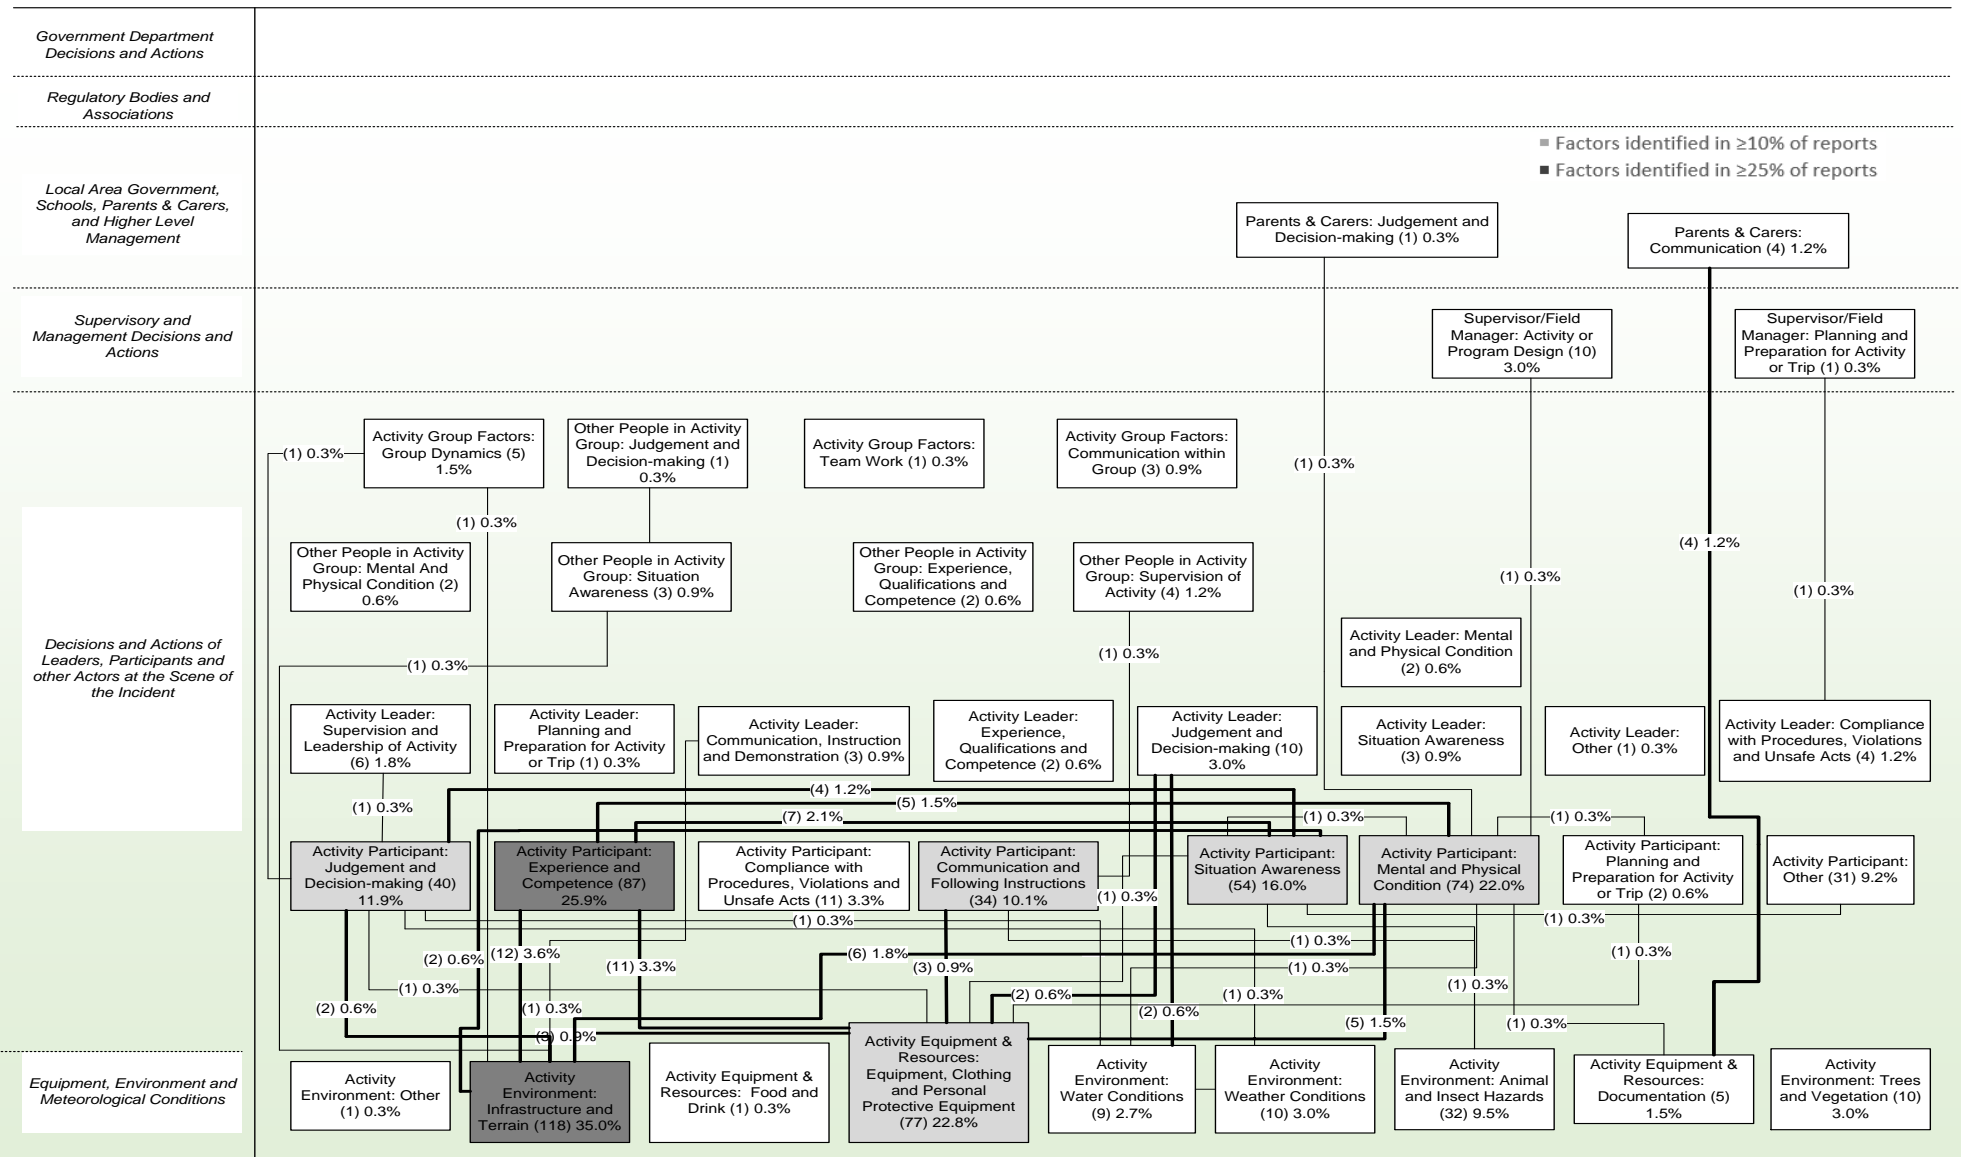 Government Department
Decisions and Actions
Regulatory Bodies and
Associations
Factors identified in ≥10% of reports
Factors identified in ≥25% of reports
Local Area Government,
Schools, Parents & Carers,
and Higher Level
Management
Parents & Carers: Judgement and
Decision-making (1) 0.3%
Parents & Carers:
Communication (4) 1.2%
Supervisory and
Management Decisions and
Actions
Supervisor/Field
Manager: Activity or
Program Design (10)
3.0%
Supervisor/Field
Manager: Planning and
Preparation for Activity
or Trip (1) 0.3%
(1) 0.3%
Activity Group Factors:
Group Dynamics (5)
1.5%
Other People in Activity
Group: Judgement and
Decision-making (1)
0.3%
Activity Group Factors:
Team Work (1) 0.3%
Activity Group Factors:
Communication within
Group (3) 0.9%
(1) 0.3%
(1) 0.3%
(4) 1.2%
Other People in Activity
Group: Mental And
Physical Condition (2)
0.6%
Other People in Activity
Group: Situation
Awareness (3) 0.9%
Other People in Activity
Group: Experience,
Qualifications and
Competence (2) 0.6%
Other People in Activity
Group: Supervision of
Activity (4) 1.2%
(1) 0.3%
(1) 0.3%
Decisions and Actions of
Leaders, Participants and
other Actors at the Scene of
the Incident
(1) 0.3%
(1) 0.3%
Activity Leader: Mental
and Physical Condition
(2) 0.6%
Activity Leader:
Supervision and
Leadership of Activity
(6) 1.8%
Activity Leader:
Planning and
Preparation for Activity
or Trip (1) 0.3%
Activity Leader:
Communication, Instruction
and Demonstration (3) 0.9%
Activity Leader:
Experience,
Qualifications and
Competence (2) 0.6%
Activity Leader:
Judgement and
Decision-making (10)
3.0%
Activity Leader:
Situation Awareness
(3) 0.9%
Activity Leader:
Other (1) 0.3%
Activity Leader: Compliance
with Procedures, Violations
and Unsafe Acts (4) 1.2%
(4) 1.2%
(1) 0.3%
(5) 1.5%
(7) 2.1%
(1) 0.3%
(1) 0.3%
Activity Participant:
Judgement and
Decision-making (40)
11.9%
Activity Participant:
Experience and
Competence (87)
25.9%
Activity Participant:
Compliance with
Procedures, Violations and
Unsafe Acts (11) 3.3%
Activity Participant:
Communication and
Following Instructions
(34) 10.1%
Activity Participant:
Situation Awareness
(54) 16.0%
Activity Participant:
Mental and Physical
Condition (74) 22.0%
Activity Participant:
Planning and
Preparation for Activity
or Trip (2) 0.6%
Activity Participant:
Other (31) 9.2%
(1) 0.3%
(1) 0.3%
(1) 0.3%
(1) 0.3%
(2) 0.6%
(12) 3.6%
(6) 1.8%
(1) 0.3%
(11) 3.3%
(3) 0.9%
(1) 0.3%
(1) 0.3%
(1) 0.3%
(2) 0.6%
(1) 0.3%
(2) 0.6%
(1) 0.3%
(2) 0.6%
(5) 1.5%
(1) 0.3%
(3) 0.9%
Equipment, Environment and
Meteorological Conditions
Activity
Environment: Other
(1) 0.3%
Activity
Environment:
Infrastructure and
Terrain (118) 35.0%
Activity Equipment &
Resources: Food and
Drink (1) 0.3%
Activity Equipment &
Resources:
Equipment, Clothing
and Personal
Protective Equipment
(77) 22.8%
Activity
Environment:
Water Conditions
(9) 2.7%
Activity
Environment:
Weather Conditions
(10) 3.0%
Activity
Environment: Animal
and Insect Hazards
(32) 9.5%
Activity Equipment &
Resources:
Documentation (5)
1.5%
Activity
Environment: Trees
and Vegetation (10)
3.0%